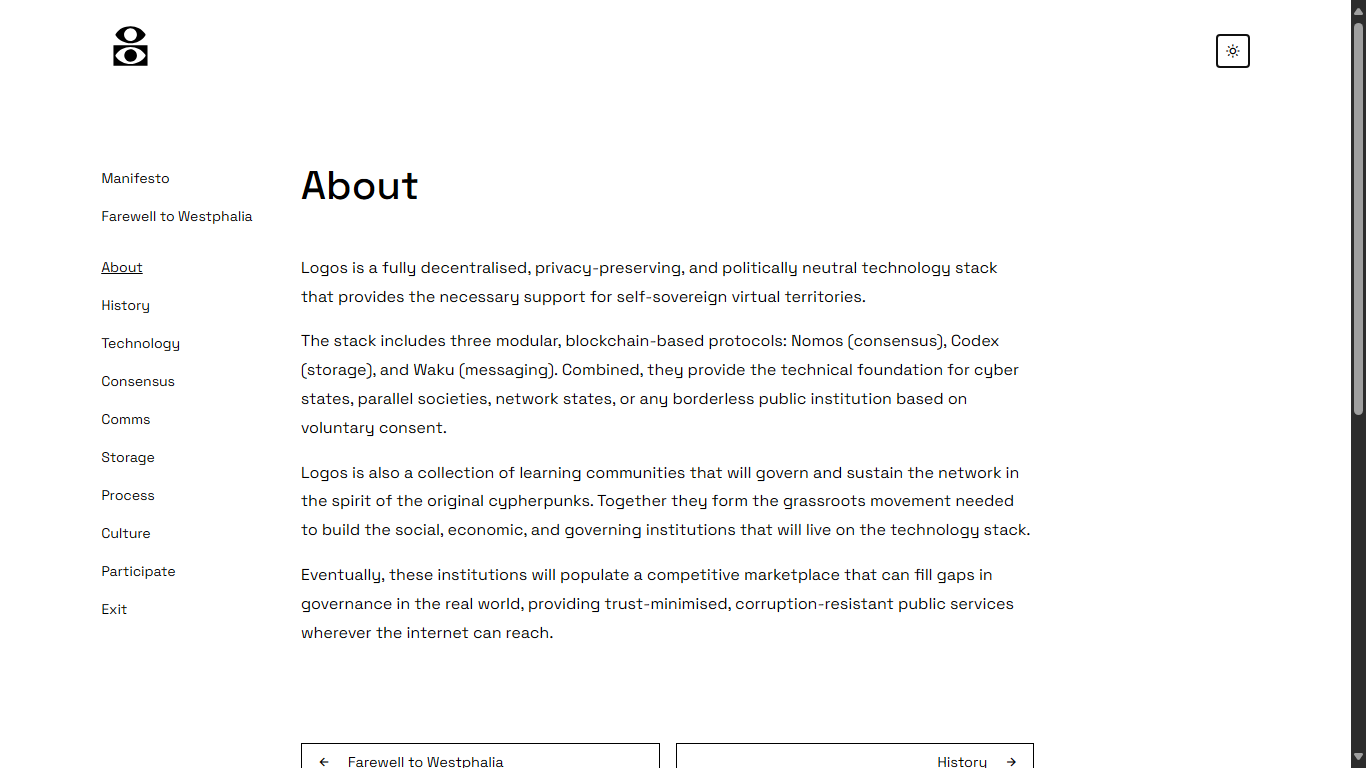 Manifesto
Farewell to Westphalia
About
History
Technology
Consensus
Comms
Storage
Process
Culture
Participate
Exit
About
Logos is a fully decentralised, privacy-preserving, and politically neutral technology stack
that provides the necessary support for self-sovereign virtual territories.
The stack includes three modular, blockchain-based protocols: Nomos (consensus), Codex
(storage), and Waku (messaging). Combined, they provide the technical foundation for cyber
states, parallel societies, network states, or any borderless public institution based on
voluntary consent.
Logos is also a collection of learning communities that will govern and sustain the network in
the spirit of the original cypherpunks. Together they form the grassroots movement needed
to build the social, economic, and governing institutions that will live on the technology stack.
Eventually, these institutions will populate a competitive marketplace that can fill gaps in
governance in the real world, providing trust-minimised, corruption-resistant public services
wherever the internet can reach.
← Farewell to Westphalia
History →